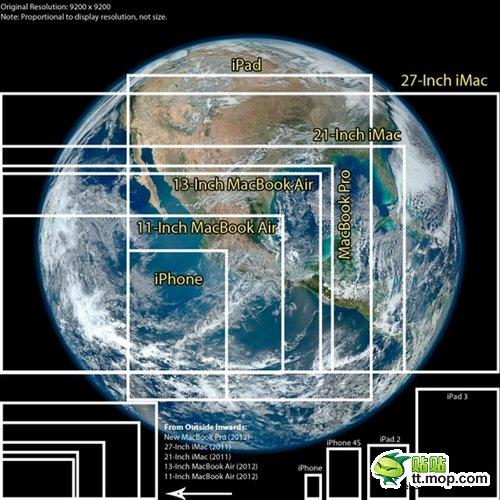 Original Resolution: 9200 x 9200
Note: Proportional to display resolution, not size.
iPad
27-Inch iMac
21-Inch iMac
13-Inch MacBook Air
MacBook Pro
11-Inch MacBook Air
iPhone
From Outside Inwards:
New MacBook Pro (2012)
27-Inch iMac (2011)
21-Inch iMac (2011)
13-Inch MacBook Air (2012)
11-Inch MacBook Air (2012)
iPhone
iPhone 4S
iPad 2
iPad 3
贴贴
tt.mop.com